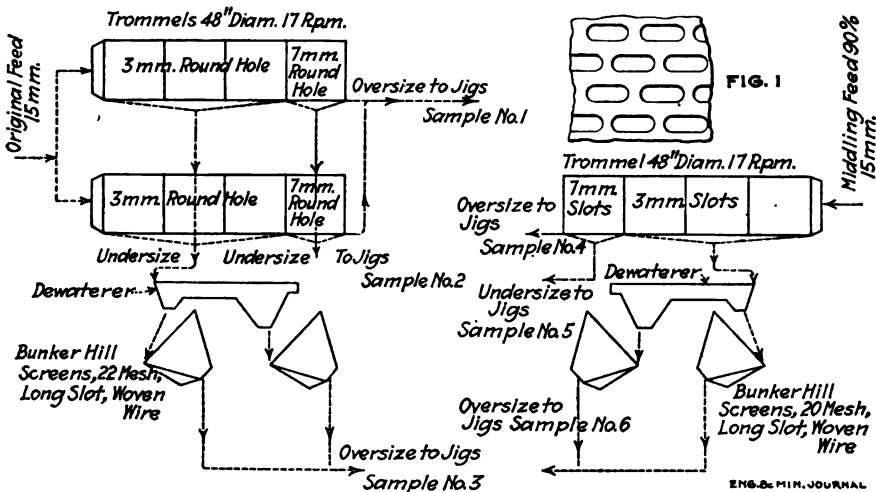 Trommels 48" Diam. 17 R.p.m.
Original Feed
15 mm.
3 mm. Round Hole
7 mm.
Round
Hole
Oversize to Jigs
Sample No.1
3 mm. Round Hole
7 mm.
Round
Hole
Undersize
Undersize
To Jigs
Sample No.2
Dewaterer
Bunker Hill
Screens, 22 Mesh,
Long Slot, Woven
Wire
Oversize to Jigs
Sample No.3
FIG. 1
Trommel 48" Diam. 17 R.p.m.
Middling Feed 90%
15 mm.
7 mm.
Slots
3 mm. Slots
Oversize to
Jigs
Sample No.4
Dewaterer
Undersize to
Jigs
Sample No.5
Oversize to
Jigs Sample No.6
Bunker Hill
Screens, 20 Mesh,
Long Slot, Woven
Wire
ENG. & MIN. JOURNAL